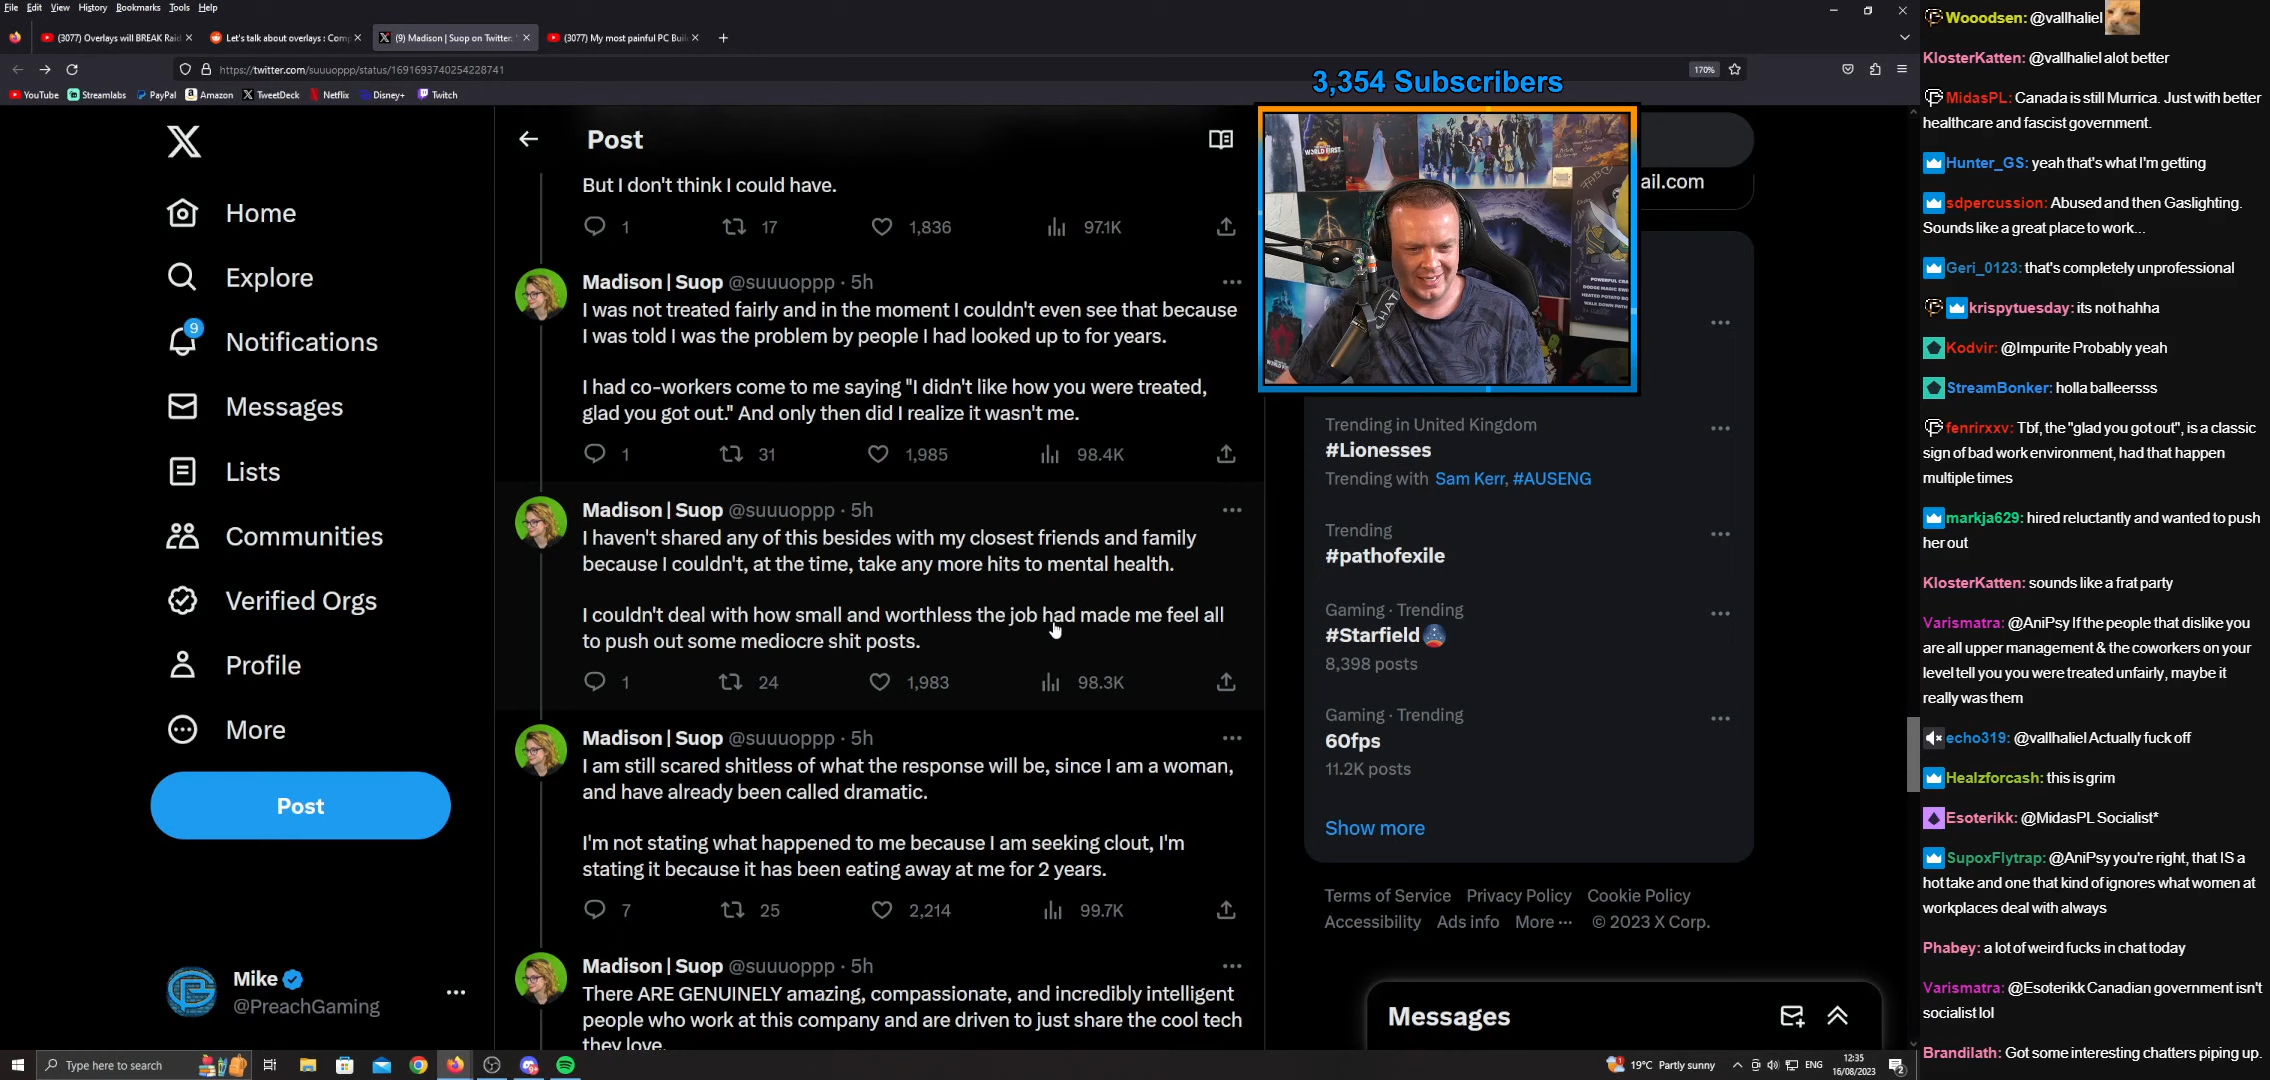 File Edit View History Bookmarks Tools Help
(3077) Overlays will BREAK Raid
Let's talk about overlays : Comp
(9) Madison | Suop on Twitter: "
(3077) My most painful PC Buil
https://twitter.com/suuuoppp/status/1691693740254228741
170%
YouTube Streamlabs PayPal Amazon TweetDeck Netflix Disney+ Twitch
3,354 Subscribers
Home
Explore
9
Notifications
Messages
Lists
Communities
Verified Orgs
Profile
More
Post
Mike
@PreachGaming
Post
But I don't think I could have.
1 17 1,836 97.1K
Madison | Suop @suuuoppp · 5h
I was not treated fairly and in the moment I couldn't even see that because
I was told I was the problem by people I had looked up to for years.
I had co-workers come to me saying "I didn't like how you were treated,
glad you got out." And only then did I realize it wasn't me.
1 31 1,985 98.4K
Madison | Suop @suuuoppp · 5h
I haven't shared any of this besides with my closest friends and family
because I couldn't, at the time, take any more hits to mental health.
I couldn't deal with how small and worthless the job had made me feel all
to push out some mediocre shit posts.
1 24 1,983 98.3K
Madison | Suop @suuuoppp · 5h
I am still scared shitless of what the response will be, since I am a woman,
and have already been called dramatic.
I'm not stating what happened to me because I am seeking clout, I'm
stating it because it has been eating away at me for 2 years.
7 25 2,214 99.7K
Madison | Suop @suuuoppp · 5h
There ARE GENUINELY amazing, compassionate, and incredibly intelligent
people who work at this company and are driven to just share the cool tech
they love.
WORLD FIRST
CHAT
ail.com
Trending in United Kingdom
#Lionesses
Trending with Sam Kerr, #AUSENG
Trending
#pathofexile
Gaming · Trending
#Starfield
8,398 posts
Gaming · Trending
60fps
11.2K posts
Show more
Terms of Service Privacy Policy Cookie Policy
Accessibility Ads info More ··· © 2023 X Corp.
Messages
Wooodsen: @vallhaliel
KlosterKatten: @vallhaliel alot better
MidasPL: Canada is still Murrica. Just with better
healthcare and fascist government.
Hunter_GS: yeah that's what I'm getting
sdpercussion: Abused and then Gaslighting.
Sounds like a great place to work...
Geri_0123: that's completely unprofessional
krispytuesday: its not hahha
Kodvir: @Impurite Probably yeah
StreamBonker: holla balleersss
fenrirxxv: Tbf, the "glad you got out", is a classic
sign of bad work environment, had that happen
multiple times
markja629: hired reluctantly and wanted to push
her out
KlosterKatten: sounds like a frat party
Varismatra: @AniPsy If the people that dislike you
are all upper management & the coworkers on your
level tell you you were treated unfairly, maybe it
really was them
echo319: @vallhaliel Actually fuck off
Healzforcash: this is grim
Esoterikk: @MidasPL Socialist*
SupoxFlytrap: @AniPsy you're right, that IS a
hot take and one that kind of ignores what women at
workplaces deal with always
Phabey: a lot of weird fucks in chat today
Varismatra: @Esoterikk Canadian government isn't
socialist lol
Brandilath: Got some interesting chatters piping up.
Type here to search
19°C Partly sunny
ENG
12:35
16/08/2023
2